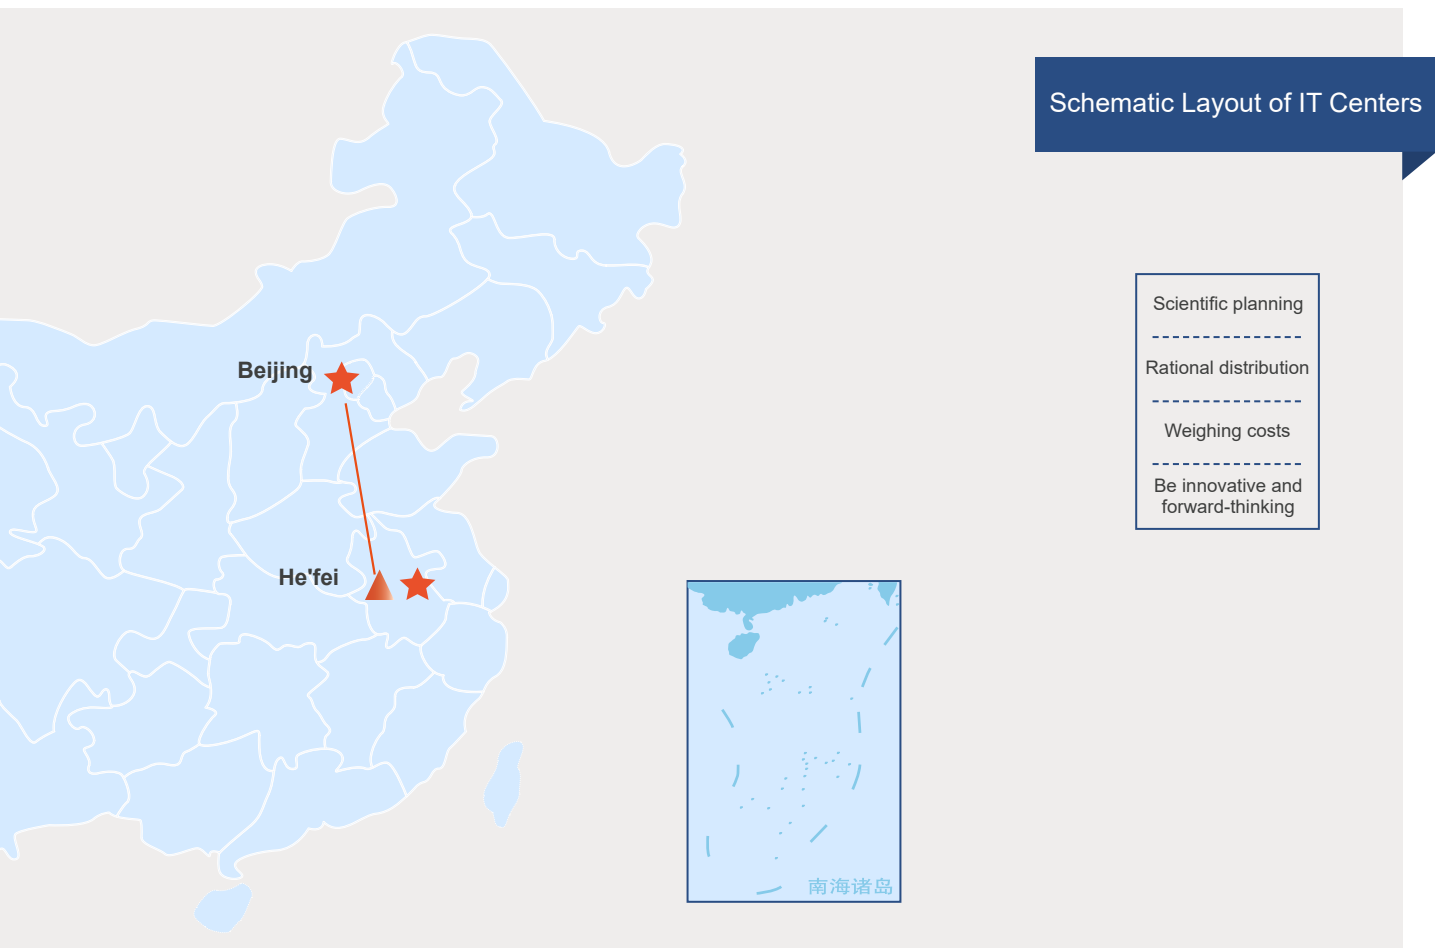 Schematic Layout of IT Centers
Scientific planning
Rational distribution
Weighing costs
Be innovative and
forward-thinking
Beijing
He'fei
南海诸岛